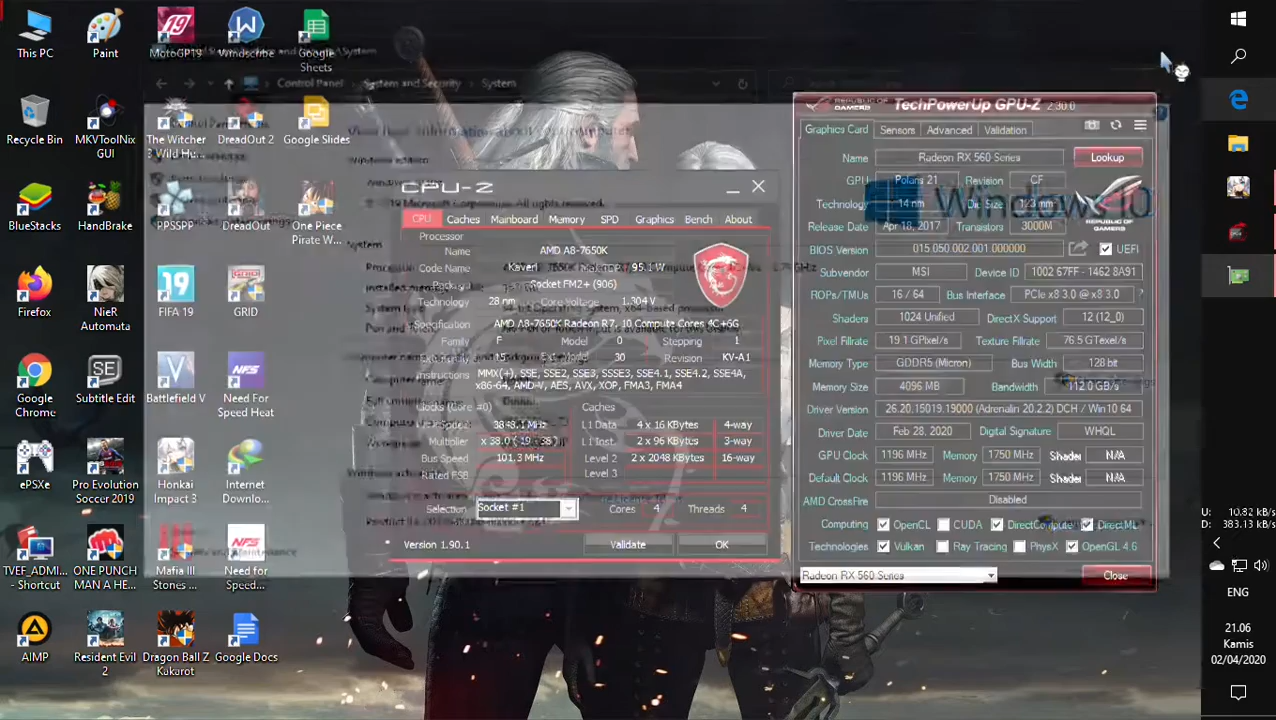 This PC
Paint
MotoGP19
Windscribe
Google
Sheets
Recycle Bin
MKVToolNix
GUI
The Witcher
3 Wild Hu...
DreadOut 2
Google Slides
BlueStacks
HandBrake
PPSSPP
DreadOut
One Piece
Pirate W...
Firefox
NieR
Automata
FIFA 19
GRID
Google
Chrome
Subtitle Edit
Battlefield V
Need For
Speed Heat
ePSXe
Pro Evolution
Soccer 2019
Honkai
Impact 3
Internet
Downlo...
TVEF_ADMI...
- Shortcut
ONE PUNCH
MAN A HE...
Mafia III
Stones ...
Need for
Speed...
AIMP
Resident Evil
2
Dragon Ball Z
Kakarot
Google Docs
Control Panel
System and Security
System
Windows 10
CPU-Z
CPU Caches Mainboard Memory SPD Graphics Bench About
Processor
Name AMD A8-7650K
Code Name Kaveri 95.1 W
Socket FM2+ (906)
Technology 28 nm Core Voltage 1.304 V
Specification AMD A8-7650K Radeon R7, 10 Compute Cores 4C+6G
Family F Model 0 Stepping 1
15 30 Revision KV-A1
Instructions MMX(+), SSE, SSE2, SSE3, SSSE3, SSE4.1, SSE4.2, SSE4A,
x86-64, AMD-V, AES, AVX, XOP, FMA3, FMA4
Clocks (Core #0)
3848.1 MHz
Multiplier x 38.0
Bus Speed 101.3 MHz
Rated FSB
Caches
L1 Data 4 x 16 KBytes 4-way
L1 Inst. 2 x 96 KBytes 3-way
Level 2 2 x 2048 KBytes 16-way
Level 3
Selection Socket #1 Cores 4 Threads 4
Version 1.90.1 Validate OK
REPUBLIC OF
GAMERS
TechPowerUp GPU-Z 2.30.0
Graphics Card Sensors Advanced Validation
Name Radeon RX 560 Series Lookup
GPU Polaris 21 Revision CF
Technology 14 nm Die Size 123 mm²
REPUBLIC OF
GAMERS
Release Date Apr 18, 2017 Transistors 3000M
BIOS Version 015.050.002.001.000000 UEFI
Subvendor MSI Device ID 1002 67FF - 1462 8A91
ROPs/TMUs 16 / 64 Bus Interface PCIe x8 3.0 @ x8 3.0 ?
Shaders 1024 Unified DirectX Support 12 (12_0)
Pixel Fillrate 19.1 GPixel/s Texture Fillrate 76.5 GTexel/s
Memory Type GDDR5 (Micron) Bus Width 128 bit
Memory Size 4096 MB Bandwidth 112.0 GB/s
Driver Version 26.20.15019.19000 (Adrenalin 20.2.2) DCH / Win10 64
Driver Date Feb 28, 2020 Digital Signature WHQL
GPU Clock 1196 MHz Memory 1750 MHz Shader N/A
Default Clock 1196 MHz Memory 1750 MHz Shader N/A
AMD CrossFire Disabled
Computing OpenCL CUDA DirectCompute DirectML
Technologies Vulkan Ray Tracing PhysX OpenGL 4.6
Radeon RX 560 Series Close
U: 10.82 kB/s
D: 383.13 kB/s
ENG
21.06
Kamis
02/04/2020